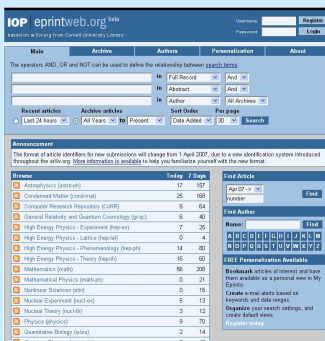 IOP eprintweb.org beta
based on arXiv.org from Cornell University Library
Username: Register
Password: Login
Main Archive Authors Personalization About
The operators AND, OR and NOT can be used to define the relationship between search terms.
in Full Record And
in Abstract And
in Author All Archives
Recent articles Archive articles Sort Order Per page
Last 24 hours All Years to Present Date Added 30 Search
Announcement
The format of article identifiers for new submissions will change from 1 April 2007, due to a new identification system introduced
throughout the arXiv.org. More information is available to help you familiarize yourself with the new format.
Browse Today 7 Days
Astrophysics (astro-ph) 17 157
Condensed Matter (cond-mat) 25 168
Computer Research Repository (CoRR) 6 64
General Relativity and Quantum Cosmology (gr-qc) 6 40
High Energy Physics - Experiment (hep-ex) 7 26
High Energy Physics - Lattice (hep-lat) 0 4
High Energy Physics - Phenomenology (hep-ph) 14 80
High Energy Physics - Theory (hep-th) 16 60
Mathematics (math) 56 208
Mathematical Physics (math-ph) 0 21
Nonlinear Sciences (nlin) 0 15
Nuclear Experiment (nucl-ex) 5 13
Nuclear Theory (nucl-th) 3 12
Physics (physics) 9 70
Quantitative Biology (q-bio) 2 14
Find Article
Apr 07 ->
number Find
Find Author
Name: Find
A B C D E F G H I J K L M
N O P Q R S T U V W X Y Z
FREE Personalization Available
Bookmark articles of interest and have
them available as a personal view in My
Eprints.
Create e-mail alerts based on
keywords and date ranges.
Organize your search settings, and
create default views.
Register today